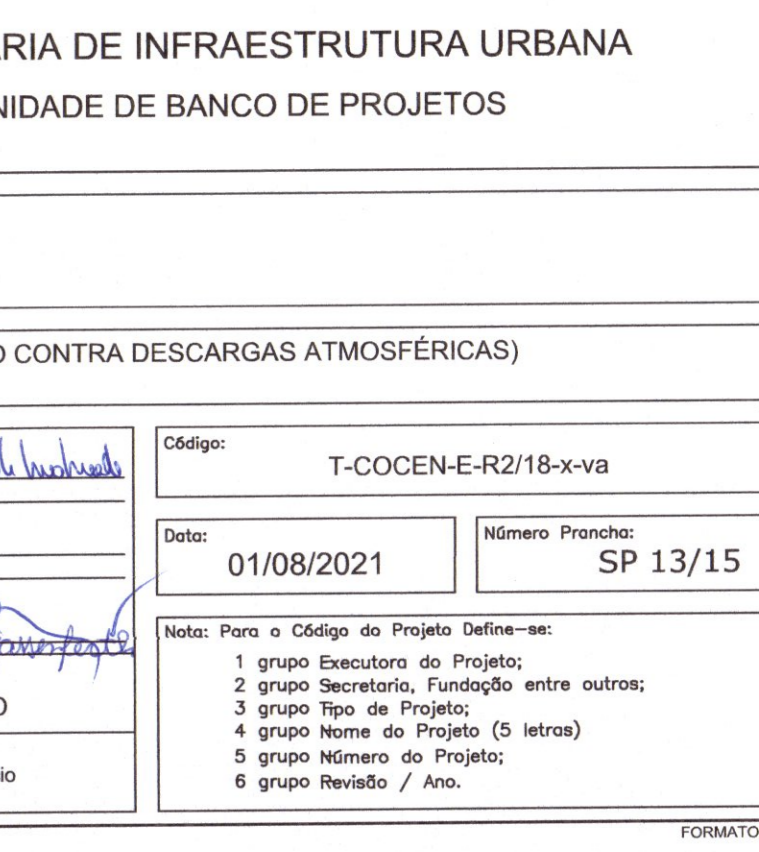 RIA DE INFRAESTRUTURA URBANA
NIDADE DE BANCO DE PROJETOS
O CONTRA DESCARGAS ATMOSFÉRICAS)
Código:
T-COCEN-E-R2/18-x-va
Data:
01/08/2021
Número Prancha:
SP 13/15
Nota: Para o Código do Projeto Define-se:
1 grupo Executora do Projeto;
2 grupo Secretaria, Fundação entre outros;
3 grupo Tipo de Projeto;
4 grupo Nome do Projeto (5 letras)
5 grupo Número do Projeto;
6 grupo Revisão / Ano.
O
io
FORMATO